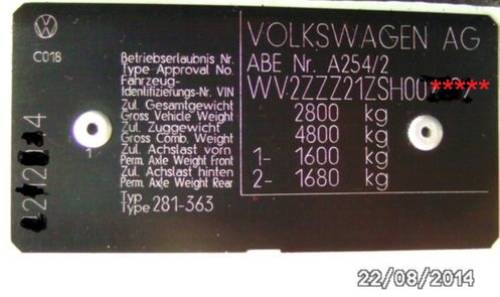 VOLKSWAGEN AG
C018
Betriebserlaubnis Nr.
Type Approval No.
ABE Nr. A254/2
Fahrzeug-
Identifizierungs-Nr. VIN
WV2ZZZ21ZSH00*****
Zul. Gesamtgewicht
Gross Vehicle Weight
2800 kg
Zul. Zuggewicht
Gross Comb. Weight
4800 kg
Zul. Achslast vorn
Perm. Axle Weight Front
1- 1600 kg
Zul. Achslast hinten
Perm. Axle Weight Rear
2- 1680 kg
Typ
Type 281-363
22/08/2014